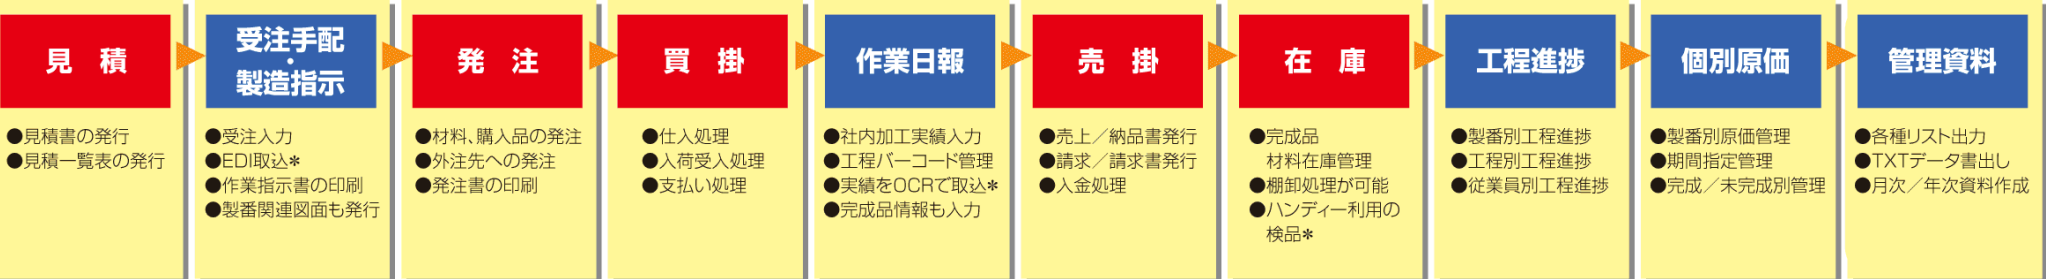 見　積
●見積書の発行
●見積一覧表の発行
受注手配
・
製造指示
●受注入力
●EDI取込＊
●作業指示書の印刷
●製番関連図面も発行
発　注
●材料、購入品の発注
●外注先への発注
●発注書の印刷
買　掛
●仕入処理
●入荷受入処理
●支払い処理
作業日報
●社内加工実績入力
●工程バーコード管理
●実績をOCRで取込＊
●完成品情報も入力
売　掛
●売上／納品書発行
●請求／請求書発行
●入金処理
在　庫
●完成品
材料在庫管理
●棚卸処理が可能
●ハンディー利用の
検品＊
工程進捗
●製番別工程進捗
●工程別工程進捗
●従業員別工程進捗
個別原価
●製番別原価管理
●期間指定管理
●完成／未完成別管理
管理資料
●各種リスト出力
●TXTデータ書出し
●月次／年次資料作成